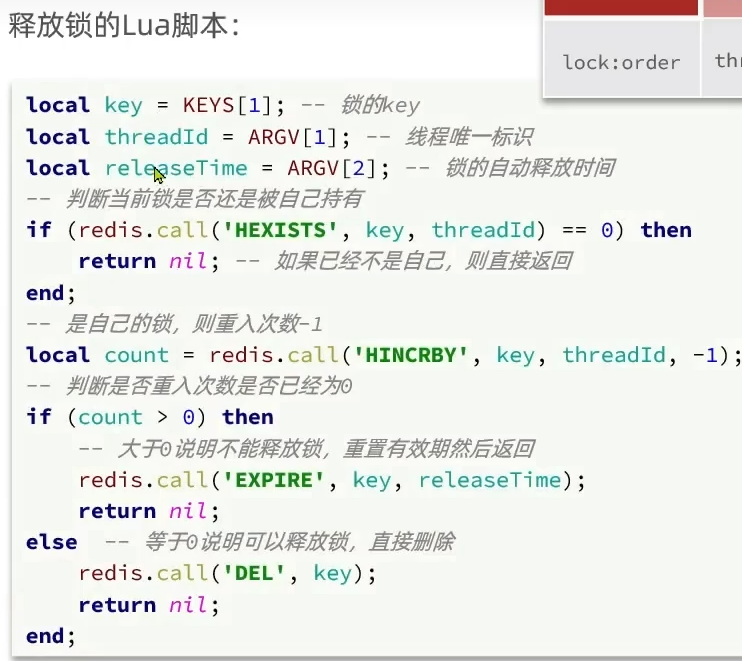 释放锁的Lua脚本：
lock:order
local key = KEYS[1]; -- 锁的key
local threadId = ARGV[1]; -- 线程唯一标识
local releaseTime = ARGV[2]; -- 锁的自动释放时间
-- 判断当前锁是否还是被自己持有
if (redis.call('HEXISTS', key, threadId) == 0) then
    return nil; -- 如果已经不是自己，则直接返回
end;
-- 是自己的锁，则重入次数-1
local count = redis.call('HINCRBY', key, threadId, -1);
-- 判断是否重入次数是否已经为0
if (count > 0) then
    -- 大于0说明不能释放锁，重置有效期然后返回
    redis.call('EXPIRE', key, releaseTime);
    return nil;
else  -- 等于0说明可以释放锁，直接删除
    redis.call('DEL', key);
    return nil;
end;